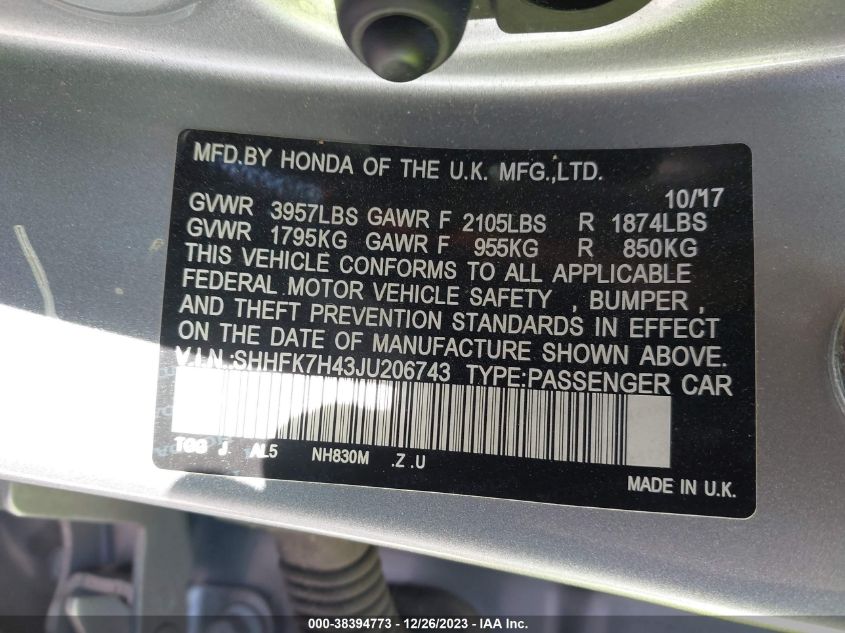 MFD.BY HONDA OF THE U.K. MFG.,LTD.
10/17
GVWR 3957LBS GAWR F 2105LBS R 1874LBS
GVWR 1795KG GAWR F 955KG R 850KG
THIS VEHICLE CONFORMS TO ALL APPLICABLE
FEDERAL MOTOR VEHICLE SAFETY , BUMPER ,
AND THEFT PREVENTION STANDARDS IN EFFECT
ON THE DATE OF MANUFACTURE SHOWN ABOVE.
V.I.N.:SHHFK7H43JU206743 TYPE:PASSENGER CAR
TGG J AL5 NH830M .Z .U
MADE IN U.K.
000-38394773 - 12/26/2023 - IAA Inc.